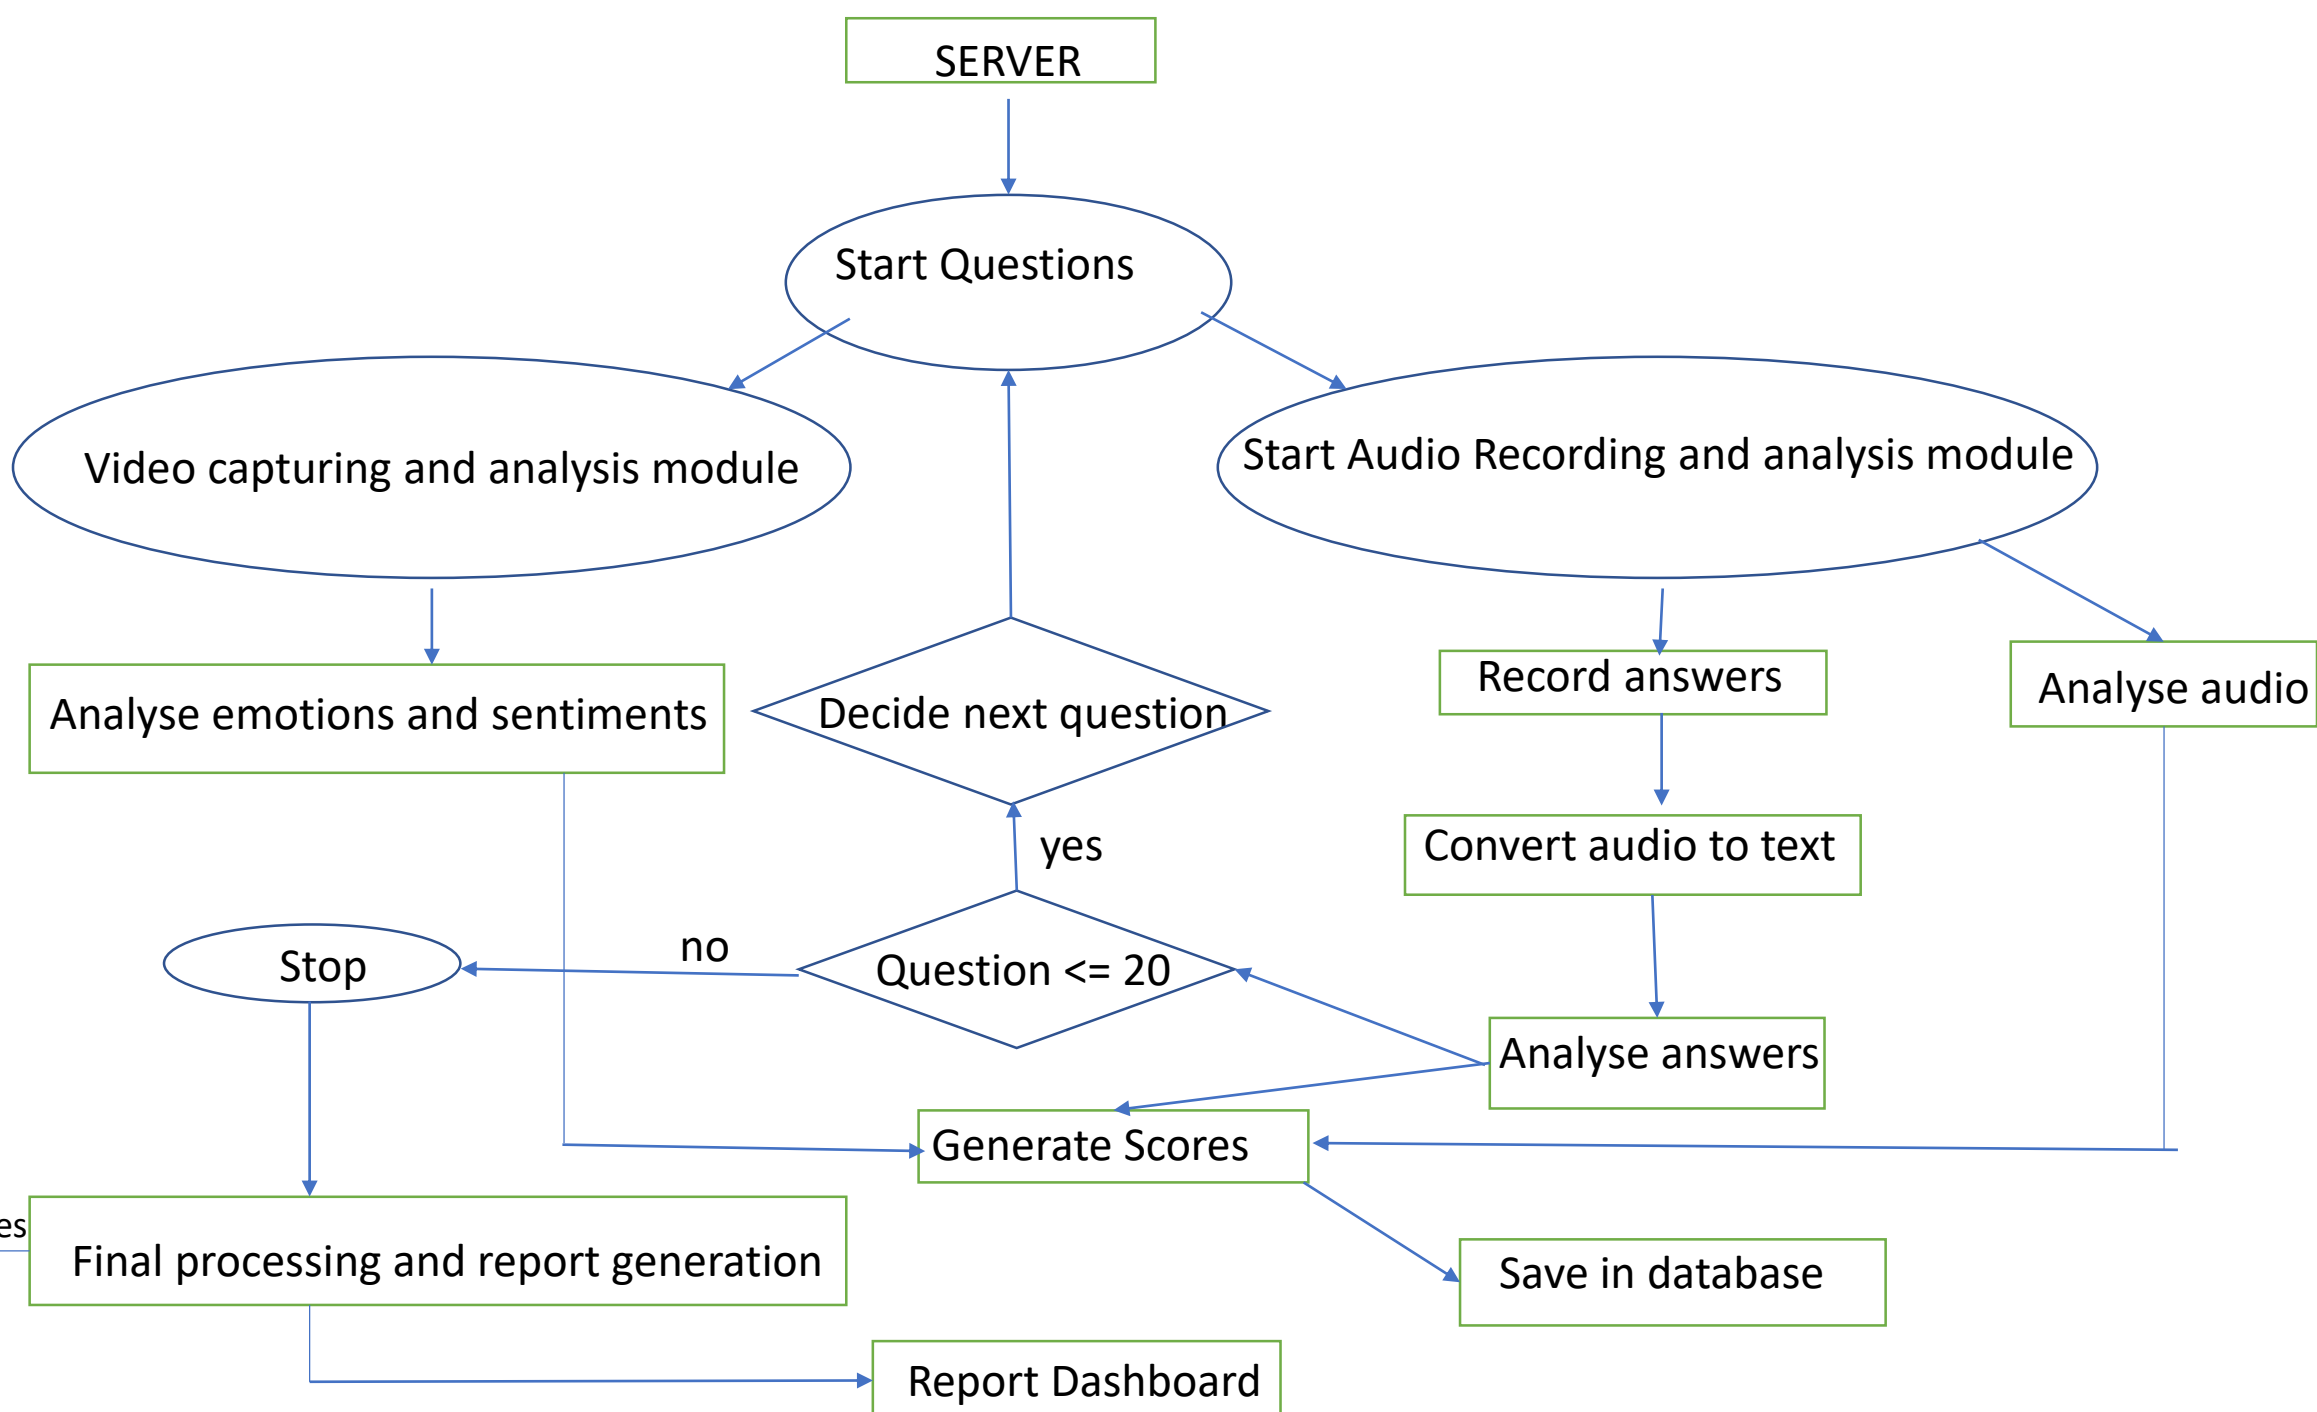 SERVER
Start Questions
Video capturing and analysis module
Start Audio Recording and analysis module
Record answers
Analyse audio
Analyse emotions and sentiments
Decide next question
Convert audio to text
yes
no
Stop
Question <= 20
Analyse answers
Generate Scores
es
Final processing and report generation
Save in database
Report Dashboard